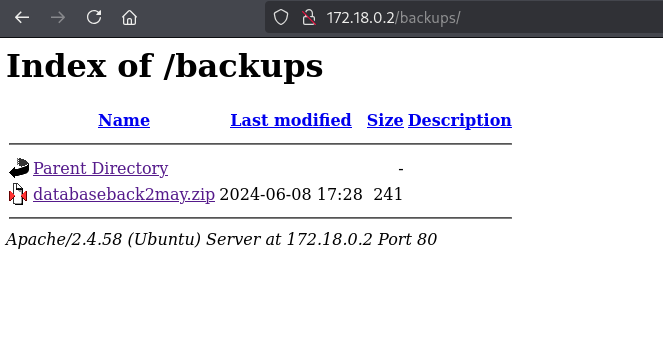 172.18.0.2/backups/
Index of /backups
Name Last modified Size Description
Parent Directory -
databaseback2may.zip 2024-06-08 17:28 241
Apache/2.4.58 (Ubuntu) Server at 172.18.0.2 Port 80